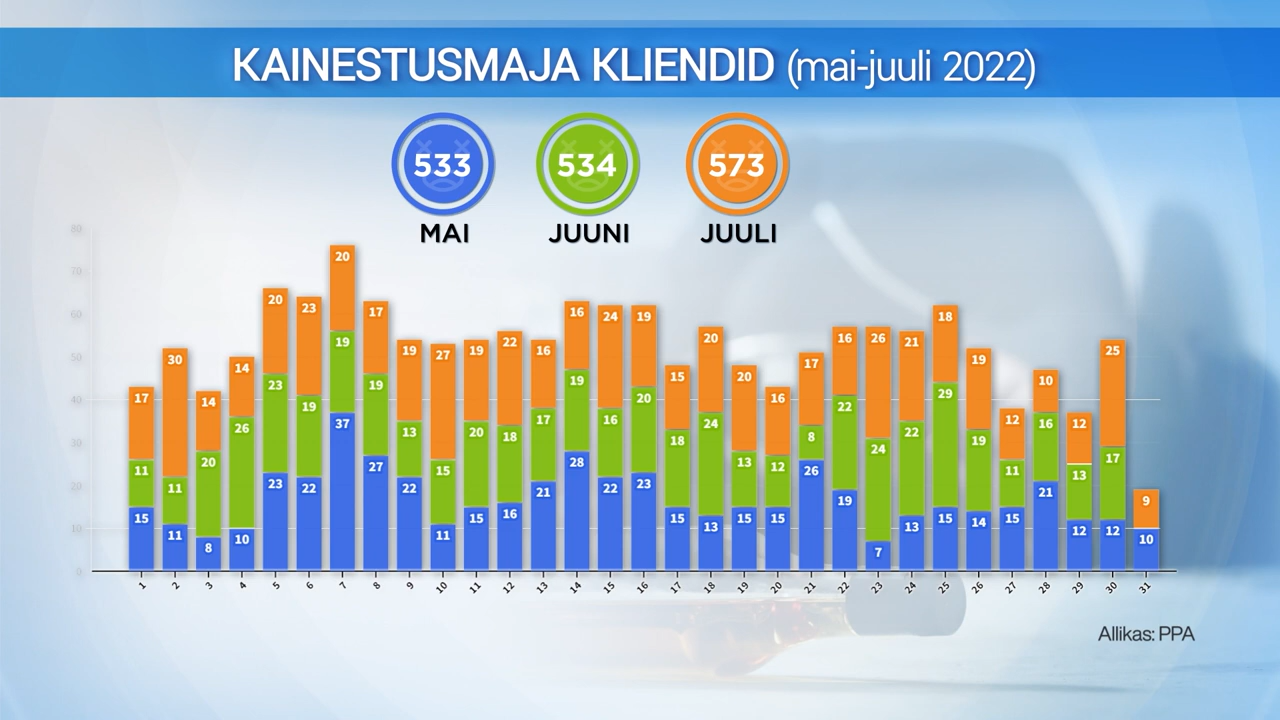 KAINESTUSMAJA KLIENDID (mai-juuli 2022)
533 534 573
MAI JUUNI JUULI
80
70
60
50
40
30
20
10
0
17 30 14 14 20 23 20 17 19 27 19 22 16 16 24 19 15 20 20 16 17 16 26 21 18 19 12 10 12 25 9
11 11 20 26 23 19 19 19 13 15 20 18 17 19 16 20 18 24 13 12 8 22 24 22 29 19 11 16 13 17
15 11 8 10 23 22 37 27 22 11 15 16 21 28 22 23 15 13 15 15 26 19 7 13 15 14 15 21 12 12 10
1 2 3 4 5 6 7 8 9 10 11 12 13 14 15 16 17 18 19 20 21 22 23 24 25 26 27 28 29 30 31
Allikas: PPA